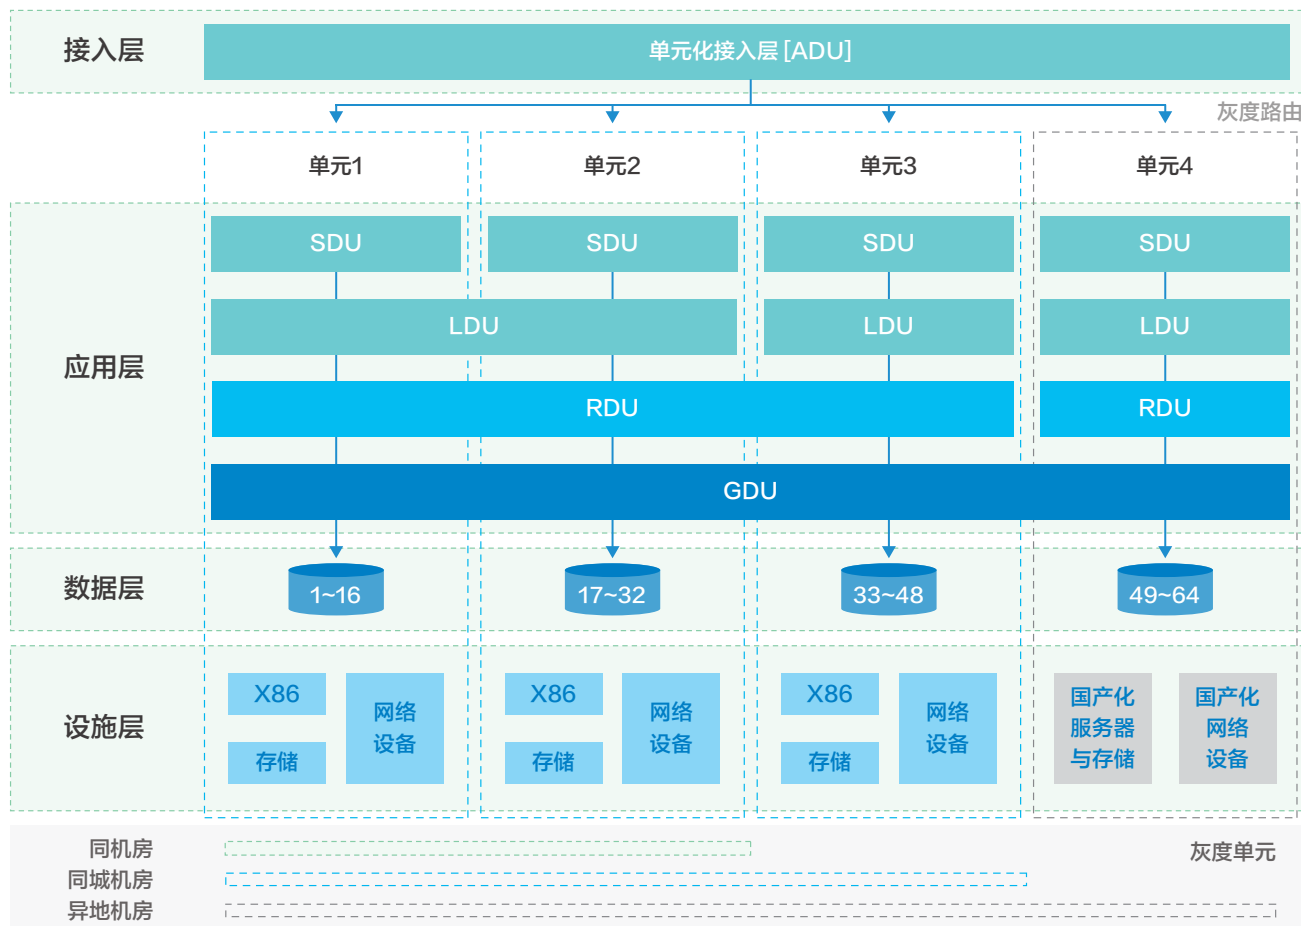 接入层
单元化接入层 [ADU]
灰度路由
单元1
单元2
单元3
单元4
应用层
SDU
SDU
SDU
SDU
LDU
LDU
LDU
RDU
RDU
GDU
数据层
1~16
17~32
33~48
49~64
设施层
X86
存储
网络
设备
X86
存储
网络
设备
X86
存储
网络
设备
国产化
服务器
与存储
国产化
网络
设备
同机房
灰度单元
同城机房
异地机房